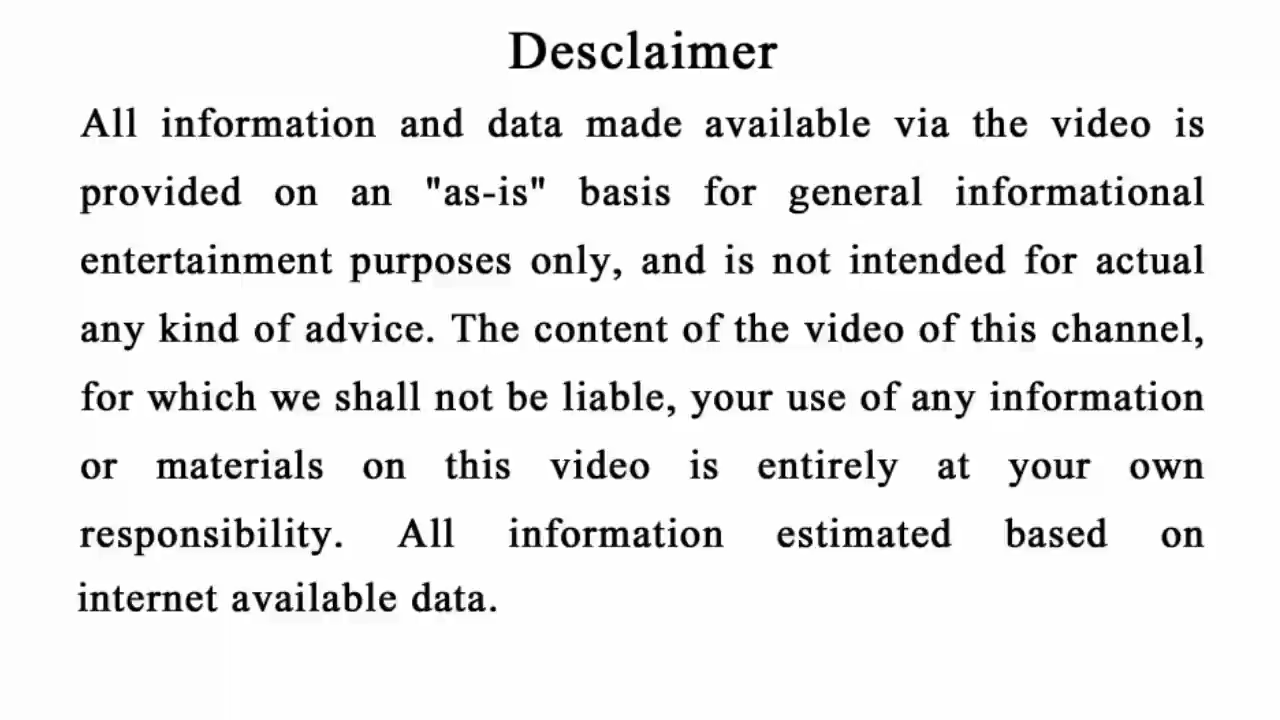 Desclaimer
All information and data made available via the video is
provided on an "as-is" basis for general informational
entertainment purposes only, and is not intended for actual
any kind of advice. The content of the video of this channel,
for which we shall not be liable, your use of any information
or materials on this video is entirely at your own
responsibility. All information estimated based on
internet available data.